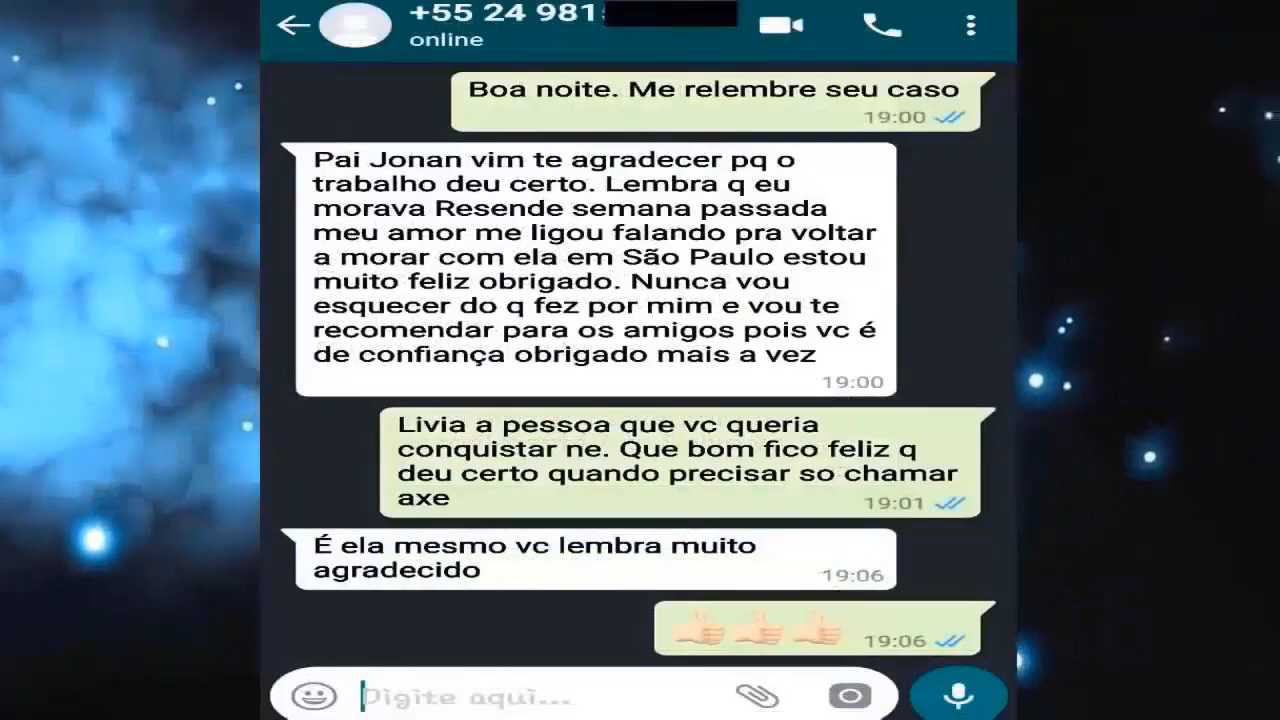 +55 24 981
online
Boa noite. Me relembre seu caso
19:00
Pai Jonan vim te agradecer pq o
trabalho deu certo. Lembra q eu
morava Resende semana passada
meu amor me ligou falando pra voltar
a morar com ela em São Paulo estou
muito feliz obrigado. Nunca vou
esquecer do q fez por mim e vou te
recomendar para os amigos pois vc é
de confiança obrigado mais a vez
19:00
Livia a pessoa que vc queria
conquistar ne. Que bom fico feliz q
deu certo quando precisar so chamar
axe
19:01
É ela mesmo vc lembra muito
agradecido
19:06
19:06
Digite aqui...